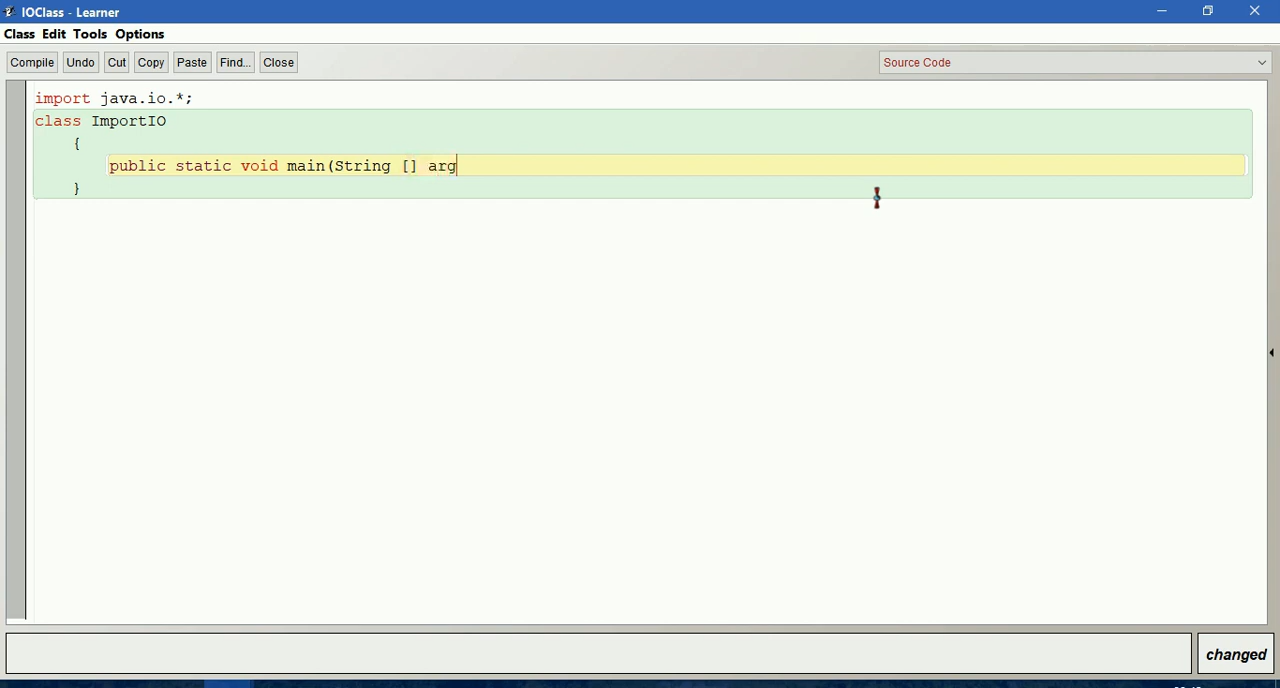 IOClass - Learner
Class Edit Tools Options
Compile Undo Cut Copy Paste Find... Close Source Code
import java.io.*;
class ImportIO
{
public static void main(String [] arg
}
changed